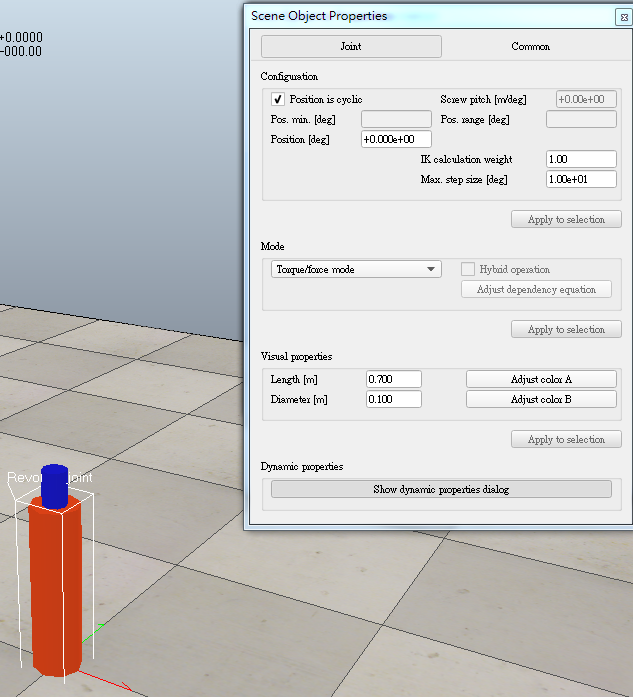 +0.0000
-000.00
Scene Object Properties
Joint
Common
Configuration
Position is cyclic
Screw pitch [m/deg]
+0.00e+00
Pos. min. [deg]
Pos. range [deg]
Position [deg]
+0.000e+00
IK calculation weight
1.00
Max. step size [deg]
1.00e+01
Apply to selection
Mode
Torque/force mode
Hybrid operation
Adjust dependency equation
Apply to selection
Visual properties
Length [m]
0.700
Adjust color A
Diameter [m]
0.100
Adjust color B
Apply to selection
Dynamic properties
Show dynamic properties dialog